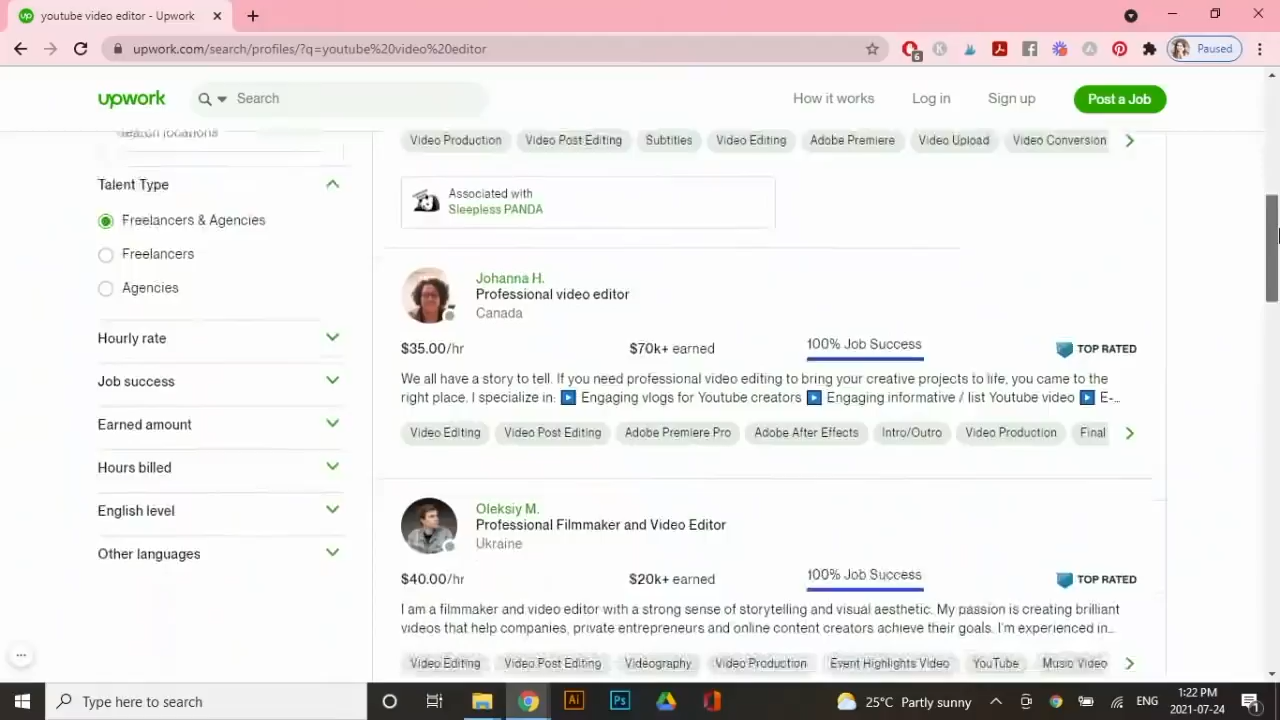 youtube video editor - Upwork
upwork.com/search/profiles/?q=youtube%20video%20editor
6
Paused
upwork
Search
How it works
Log in
Sign up
Post a Job
Search locations
Talent Type
Freelancers & Agencies
Freelancers
Agencies
Hourly rate
Job success
Earned amount
Hours billed
English level
Other languages
Video Production Video Post Editing Subtitles Video Editing Adobe Premiere Video Upload Video Conversion
Associated with
Sleepless PANDA
Johanna H.
Professional video editor
Canada
$35.00/hr $70k+ earned 100% Job Success TOP RATED
We all have a story to tell. If you need professional video editing to bring your creative projects to life, you came to the
right place. I specialize in: ▶ Engaging vlogs for Youtube creators ▶ Engaging informative / list Youtube video ▶ E-...
Video Editing Video Post Editing Adobe Premiere Pro Adobe After Effects Intro/Outro Video Production Final
Oleksiy M.
Professional Filmmaker and Video Editor
Ukraine
$40.00/hr $20k+ earned 100% Job Success TOP RATED
I am a filmmaker and video editor with a strong sense of storytelling and visual aesthetic. My passion is creating brilliant
videos that help companies, private entrepreneurs and online content creators achieve their goals. I'm experienced in...
Video Editing Video Post Editing Videography Video Production Event Highlights Video YouTube Music Video
...
Type here to search
Ai
Ps
25°C Partly sunny
ENG
1:22 PM
2021-07-24
1